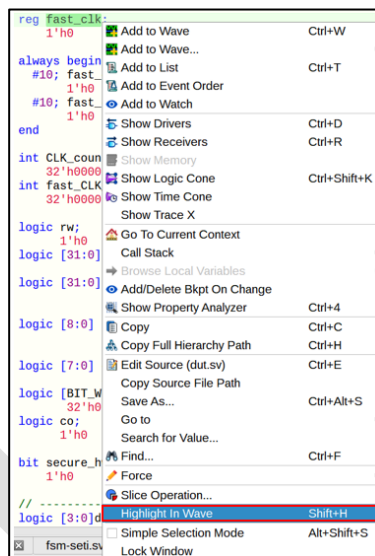 reg fast_clk;
1'h0
always begin
#10; fast_
1'h0
#10; fast_
1'h0
end
int CLK_coun
32'h0000
int fast_CLK
32'h0000
logic rw;
1'h0
logic [31:0]
logic [31:0]
logic [8:0]
logic [7:0]
logic [BIT_W
32'h0
logic co;
1'h0
bit secure_h
1'h0
// --------
logic [3:0]d
fsm-seti.sv
Add to Wave Ctrl+W
Add to Wave...
Add to List Ctrl+T
Add to Event Order
Add to Watch
Show Drivers Ctrl+D
Show Receivers Ctrl+R
Show Memory
Show Logic Cone Ctrl+Shift+K
Show Time Cone
Show Trace X
Go To Current Context
Call Stack
Browse Local Variables
Add/Delete Bkpt On Change
Show Property Analyzer Ctrl+4
Copy Ctrl+C
Copy Full Hierarchy Path Ctrl+H
Edit Source (dut.sv) Ctrl+E
Copy Source File Path
Save As... Ctrl+Alt+S
Go to
Search for Value...
Find... Ctrl+F
Force
Slice Operation...
Highlight In Wave Shift+H
Simple Selection Mode Alt+Shift+S
Lock Window